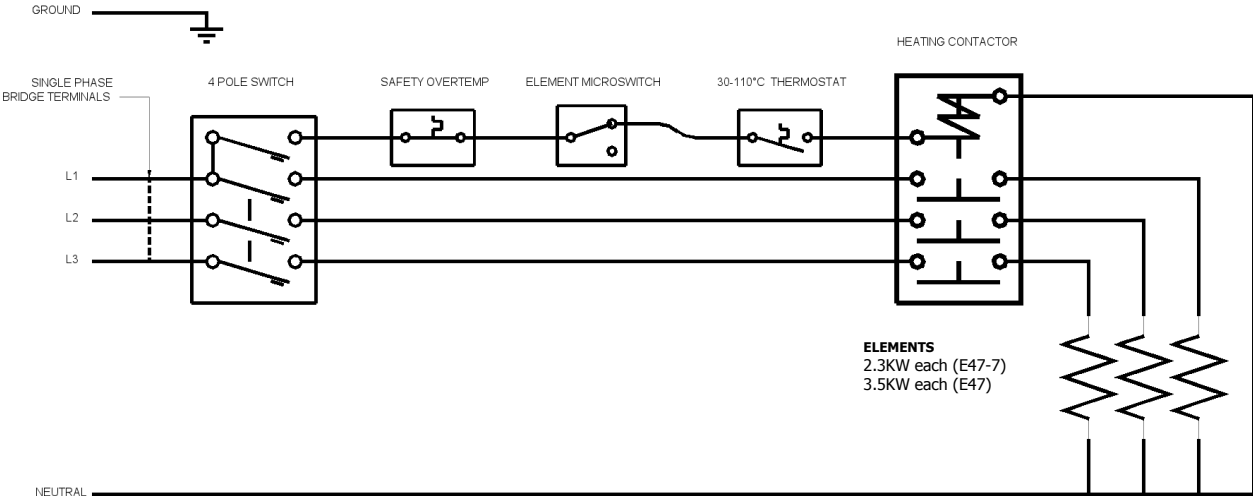 GROUND
HEATING CONTACTOR
SINGLE PHASE
BRIDGE TERMINALS
4 POLE SWITCH
SAFETY OVERTEMP
ELEMENT MICROSWITCH
30-110°C THERMOSTAT
L1
L2
L3
ELEMENTS
2.3KW each (E47-7)
3.5KW each (E47)
NEUTRAL